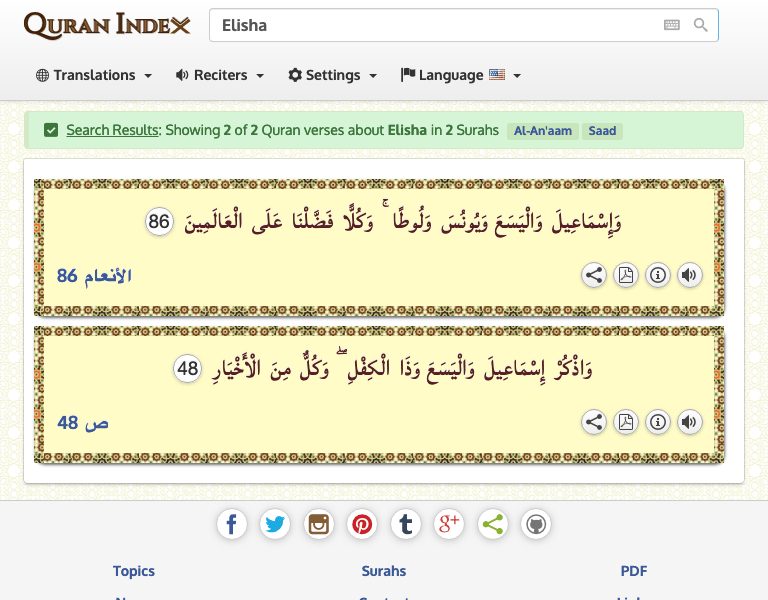 QURAN INDEX
Elisha
Translations Reciters Settings Language
Search Results: Showing 2 of 2 Quran verses about Elisha in 2 Surahs Al-An'aam Saad
وَإِسْمَاعِيلَ وَالْيَسَعَ وَيُونُسَ وَلُوطًا ۚ وَكُلًّا فَضَّلْنَا عَلَى الْعَالَمِينَ 86
الأنعام 86
وَاذْكُرْ إِسْمَاعِيلَ وَالْيَسَعَ وَذَا الْكِفْلِ ۖ وَكُلٌّ مِنَ الْأَخْيَارِ 48
ص 48
Topics Surahs PDF